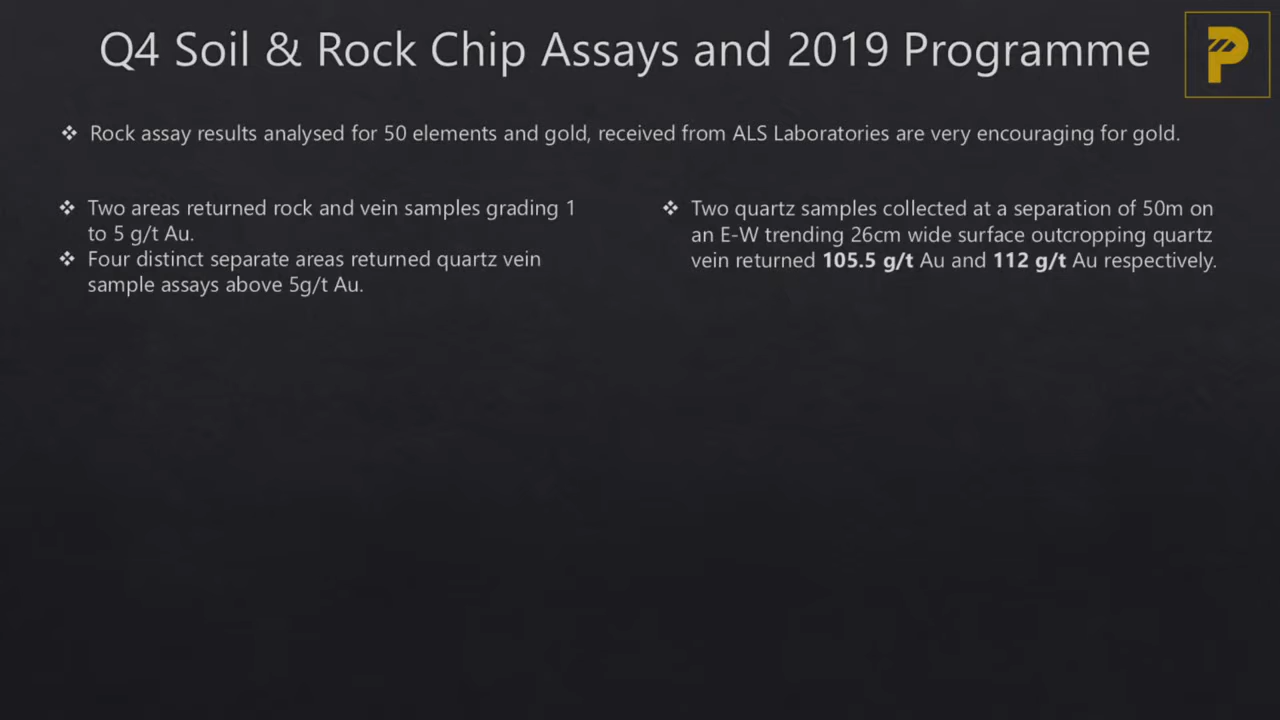 Q4 Soil & Rock Chip Assays and 2019 Programme
P
❖ Rock assay results analysed for 50 elements and gold, received from ALS Laboratories are very encouraging for gold.
❖ Two areas returned rock and vein samples grading 1
to 5 g/t Au.
❖ Four distinct separate areas returned quartz vein
sample assays above 5g/t Au.
❖ Two quartz samples collected at a separation of 50m on
an E-W trending 26cm wide surface outcropping quartz
vein returned 105.5 g/t Au and 112 g/t Au respectively.